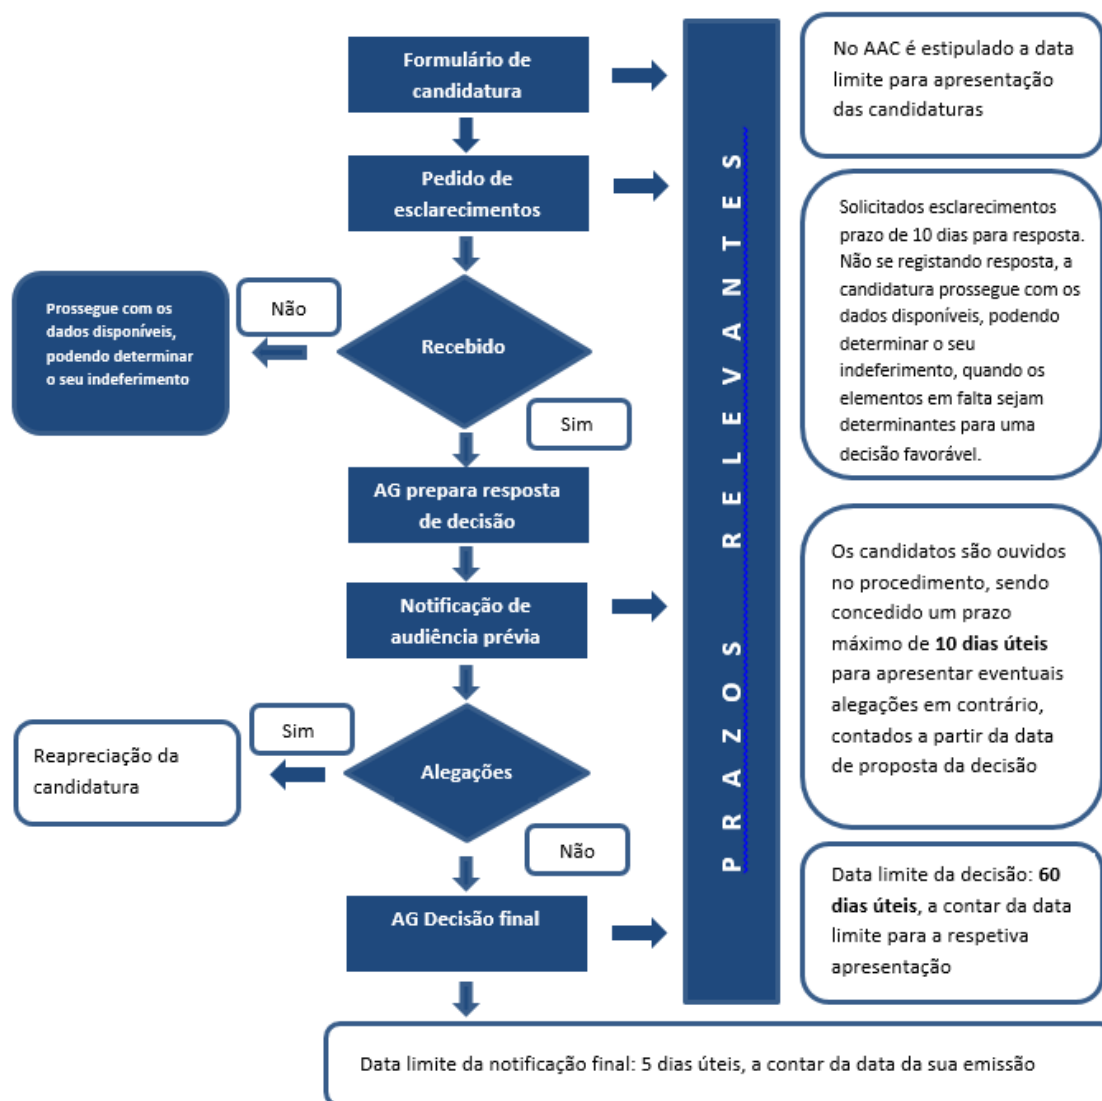 Formulário de
candidatura
No AAC é estipulado a data
limite para apresentação
das candidaturas
Pedido de
esclarecimentos
Solicitados esclarecimentos
prazo de 10 dias para resposta.
Não se registando resposta, a
candidatura prossegue com os
dados disponíveis, podendo
determinar o seu
indeferimento, quando os
elementos em falta sejam
determinantes para uma
decisão favorável.
Recebido
Não
Prossegue com os
dados disponíveis,
podendo determinar
o seu indeferimento
Sim
AG prepara resposta
de decisão
Notificação de
audiência prévia
Os candidatos são ouvidos
no procedimento, sendo
concedido um prazo
máximo de 10 dias úteis
para apresentar eventuais
alegações em contrário,
contados a partir da data
de proposta da decisão
Alegações
Sim
Reapreciação da
candidatura
Não
AG Decisão final
Data limite da decisão: 60
dias úteis, a contar da data
limite para a respetiva
apresentação
PRAZOS RELEVANTES
Data limite da notificação final: 5 dias úteis, a contar da data da sua emissão